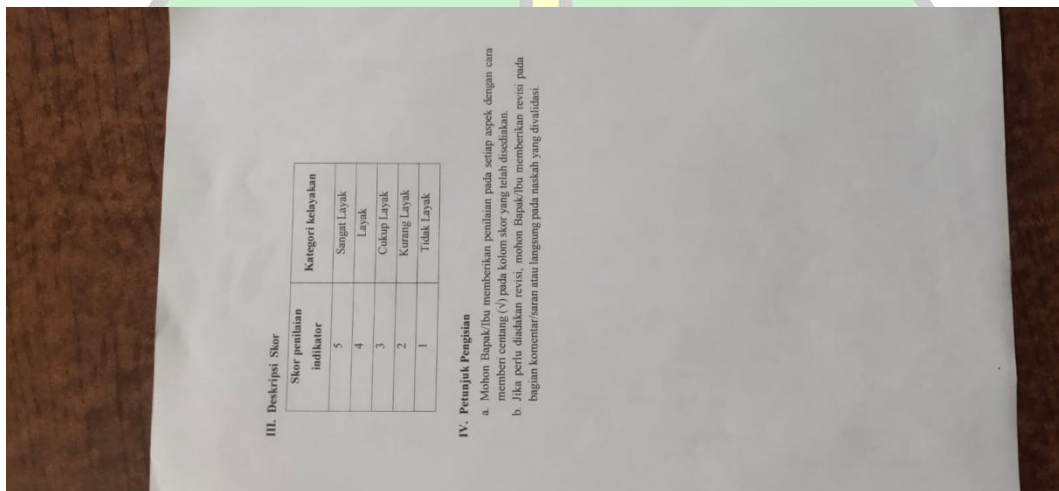 III. Deskripsi Skor
Skor penilaian
indikator
Kategori kelayakan
5 Sangat Layak
4 Layak
3 Cukup Layak
2 Kurang Layak
1 Tidak Layak
IV. Petunjuk Pengisian
a. Mohon Bapak/Ibu memberikan penilaian pada setiap aspek dengan cara
memberi centang (√) pada kolom skor yang telah disediakan.
b. Jika perlu diadakan revisi, mohon Bapak/Ibu memberikan revisi pada
bagian komentar/saran atau langsung pada naskah yang divalidasi.